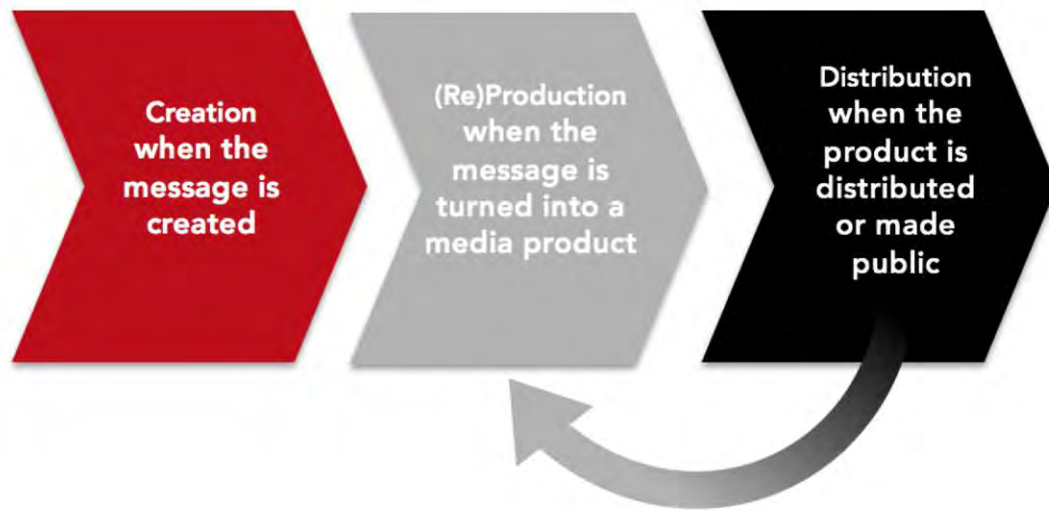 Creation
when the
message is
created
(Re)Production
when the
message is
turned into a
media product
Distribution
when the
product is
distributed
or made
public